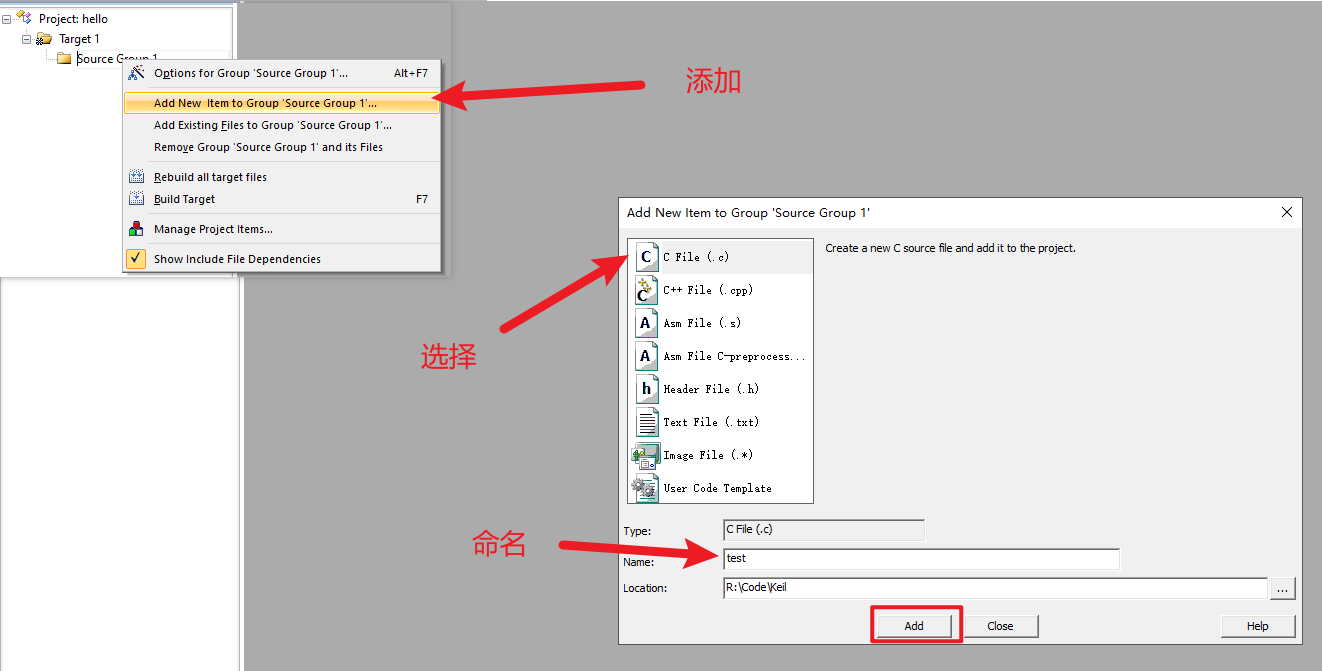 Project: hello
Target 1
Source Group 1
Options for Group 'Source Group 1'... Alt+F7
Add New Item to Group 'Source Group 1'...
Add Existing Files to Group 'Source Group 1'...
Remove Group 'Source Group 1' and its Files
Rebuild all target files
Build Target F7
Manage Project Items...
Show Include File Dependencies
添加
选择
命名
Add New Item to Group 'Source Group 1'
C File (.c)
C++ File (.cpp)
Asm File (.s)
Asm File C-preprocess...
Header File (.h)
Text File (.txt)
Image File (.*)
User Code Template
Create a new C source file and add it to the project.
Type: C File (.c)
Name: test
Location: R:\Code\Keil ...
Add Close Help